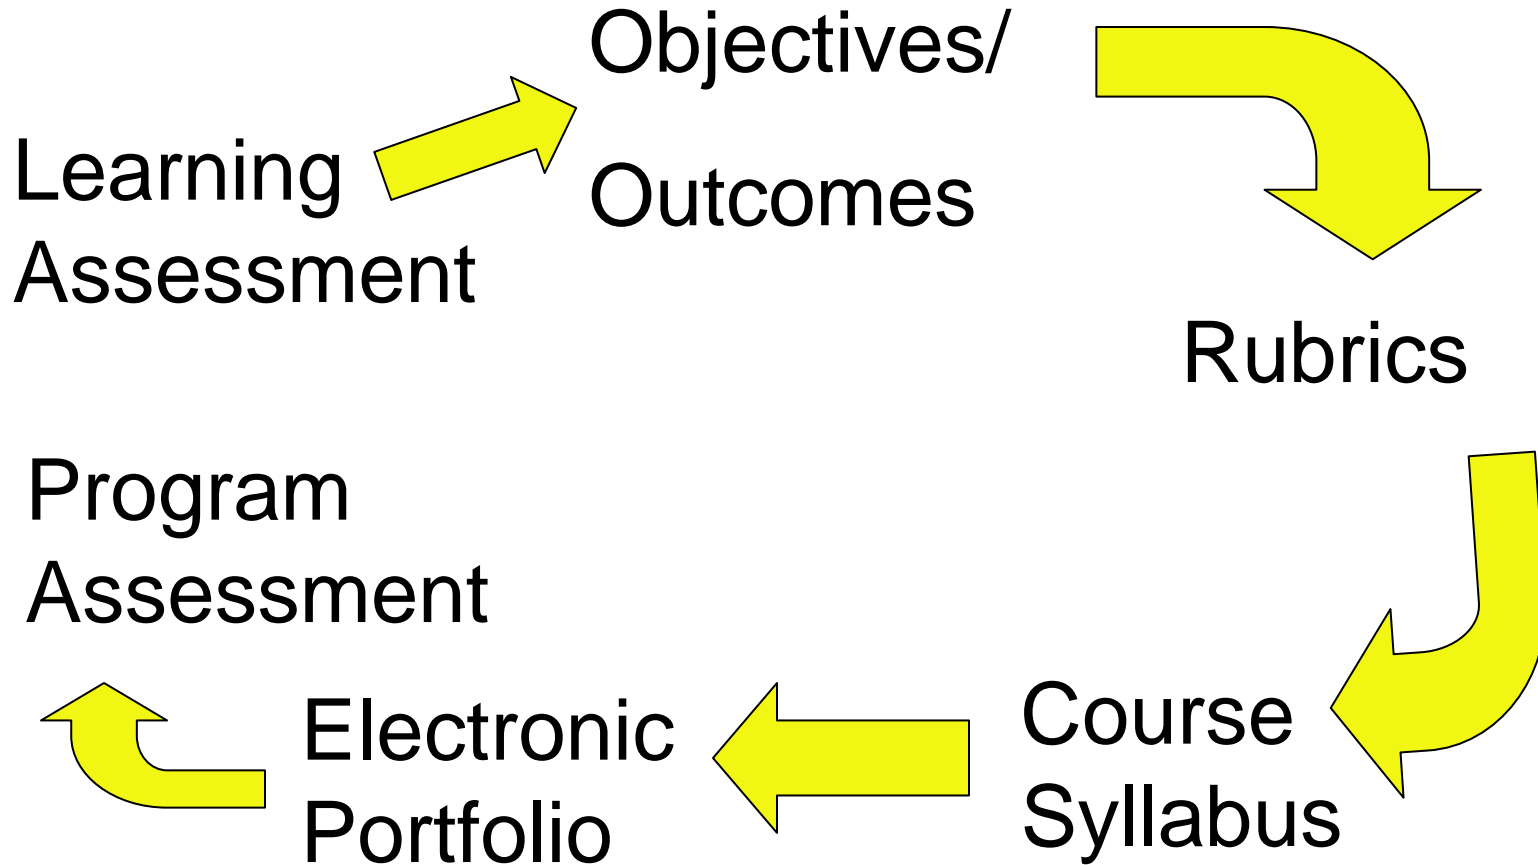 Learning
Assessment
Objectives/
Outcomes
Rubrics
Course
Syllabus
Electronic
Portfolio
Program
Assessment